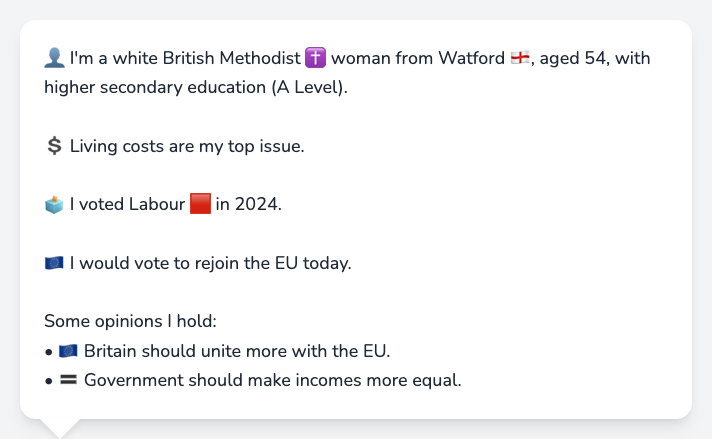 👤 I'm a white British Methodist ✝️ woman from Watford 🏴󠁧󠁢󠁥󠁮󠁧󠁿, aged 54, with
higher secondary education (A Level).
💲 Living costs are my top issue.
🗳️ I voted Labour 🟥 in 2024.
🇪🇺 I would vote to rejoin the EU today.
Some opinions I hold:
• 🇪🇺 Britain should unite more with the EU.
• 🟰 Government should make incomes more equal.